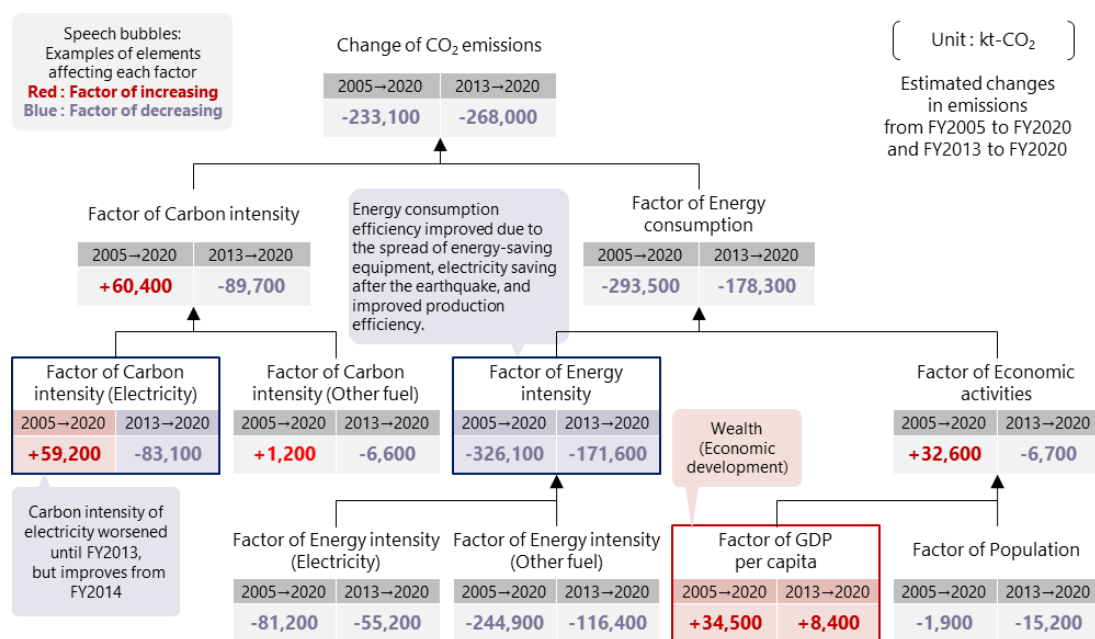 Speech bubbles:
Examples of elements
affecting each factor
Red : Factor of increasing
Blue : Factor of decreasing
Change of CO₂ emissions
2005→2020 2013→2020
-233,100 -268,000
Unit : kt-CO₂
Estimated changes
in emissions
from FY2005 to FY2020
and FY2013 to FY2020
Factor of Carbon intensity
2005→2020 2013→2020
+60,400 -89,700
Energy consumption
efficiency improved due to
the spread of energy-saving
equipment, electricity saving
after the earthquake, and
improved production
efficiency.
Factor of Energy
consumption
2005→2020 2013→2020
-293,500 -178,300
Factor of Carbon
intensity (Electricity)
2005→2020 2013→2020
+59,200 -83,100
Factor of Carbon
intensity (Other fuel)
2005→2020 2013→2020
+1,200 -6,600
Factor of Energy
intensity
2005→2020 2013→2020
-326,100 -171,600
Wealth
(Economic
development)
Factor of Economic
activities
2005→2020 2013→2020
+32,600 -6,700
Carbon intensity of
electricity worsened
until FY2013,
but improves from
FY2014
Factor of Energy intensity
(Electricity)
2005→2020 2013→2020
-81,200 -55,200
Factor of Energy intensity
(Other fuel)
2005→2020 2013→2020
-244,900 -116,400
Factor of GDP
per capita
2005→2020 2013→2020
+34,500 +8,400
Factor of Population
2005→2020 2013→2020
-1,900 -15,200